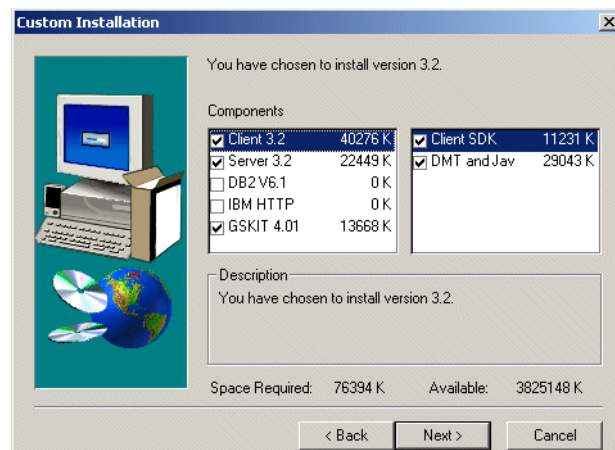 Custom Installation
You have chosen to install version 3.2.
Components
Client 3.2 40276 K
Server 3.2 22449 K
DB2 V6.1 0 K
IBM HTTP 0 K
GSKIT 4.01 13668 K
Client SDK 11231 K
DMT and Jav 29043 K
Description
You have chosen to install version 3.2.
Space Required: 76394 K Available: 3825148 K
< Back Next > Cancel